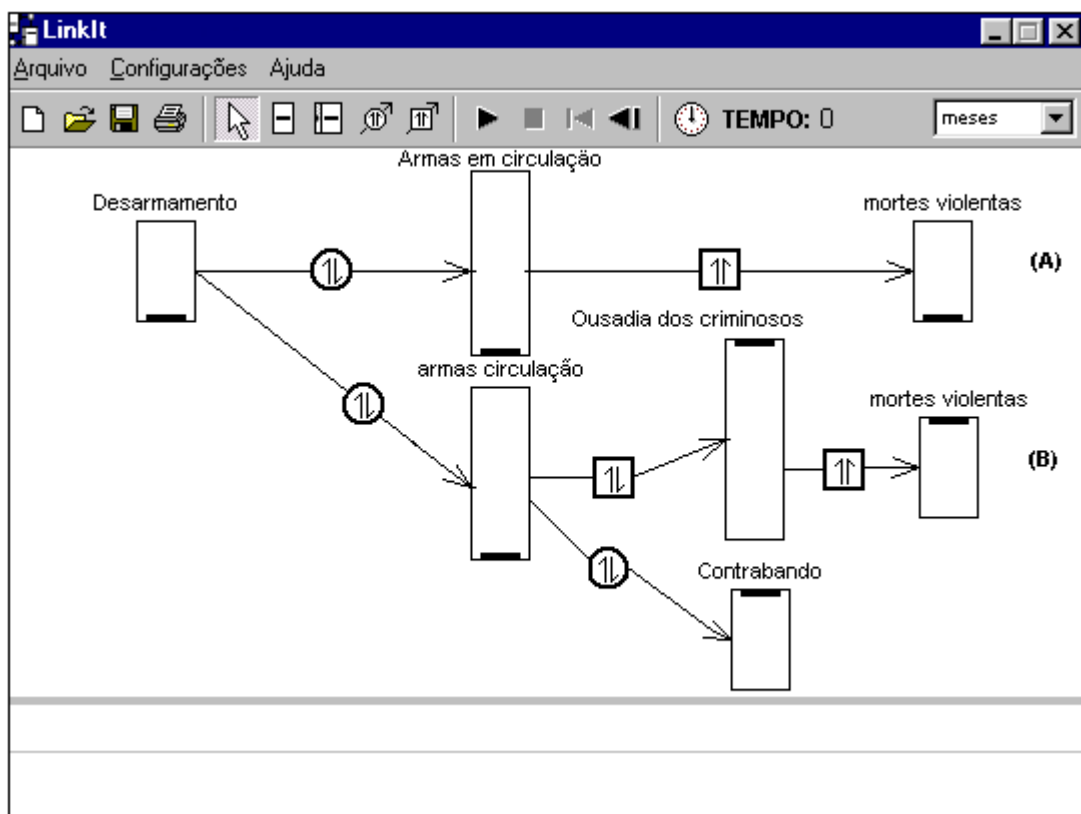 LinkIt
Arquivo Configurações Ajuda
TEMPO: 0 meses
Armas em circulação
Desarmamento
mortes violentas
(A)
Ousadia dos criminosos
armas circulação
mortes violentas
(B)
Contrabando